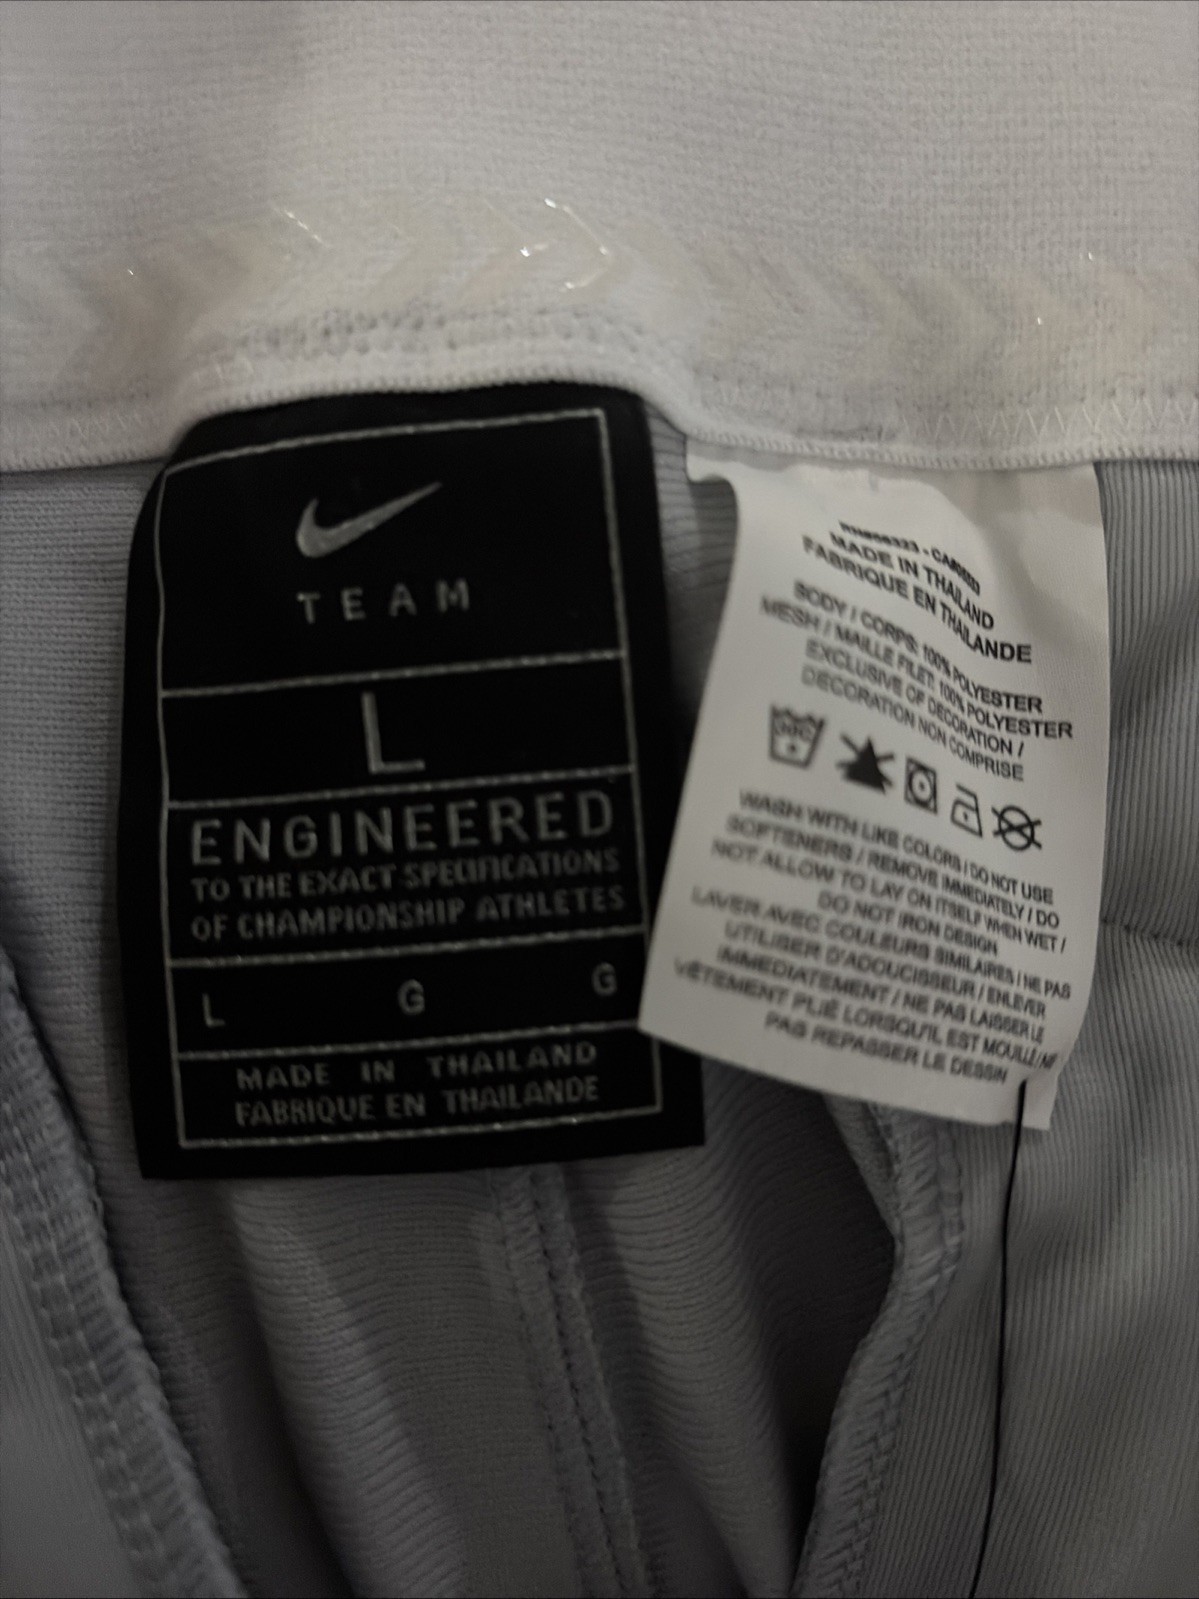 TEAM
L
ENGINEERED
TO THE EXACT SPECIFICATIONS
OF CHAMPIONSHIP ATHLETES
L G G
MADE IN THAILAND
FABRIQUE EN THAILANDE
MADE IN THAILAND
FABRIQUE EN THAILANDE
BODY / CORPS: 100% POLYESTER
MESH / MAILLE FILET: 100% POLYESTER
EXCLUSIVE OF DECORATION /
DECORATION NON COMPRISE
WASH WITH LIKE COLORS / DO NOT USE
SOFTENERS / REMOVE IMMEDIATELY / DO
NOT ALLOW TO LAY ON ITSELF WHEN WET /
DO NOT IRON DESIGN
LAVER AVEC COULEURS SIMILAIRES / NE PAS
UTILISER D'ADOUCISSEUR / ENLEVER
IMMEDIATEMENT / NE PAS LAISSER LE
VÊTEMENT PLIÉ LORSQU'IL EST MOUILLÉ / NE
PAS REPASSER LE DESSIN